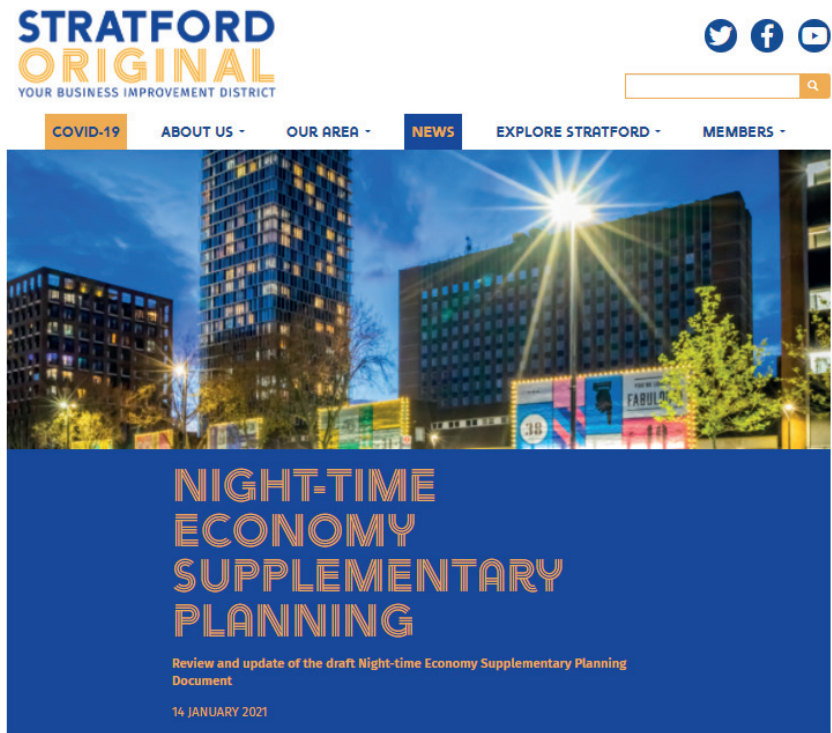 STRATFORD
ORIGINAL
YOUR BUSINESS IMPROVEMENT DISTRICT
COVID-19 ABOUT US OUR AREA NEWS EXPLORE STRATFORD MEMBERS
38
FABULO
NIGHT-TIME
ECONOMY
SUPPLEMENTARY
PLANNING
Review and update of the draft Night-time Economy Supplementary Planning
Document
14 JANUARY 2021